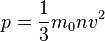 p = \frac{1}{3} m_0 n v^2